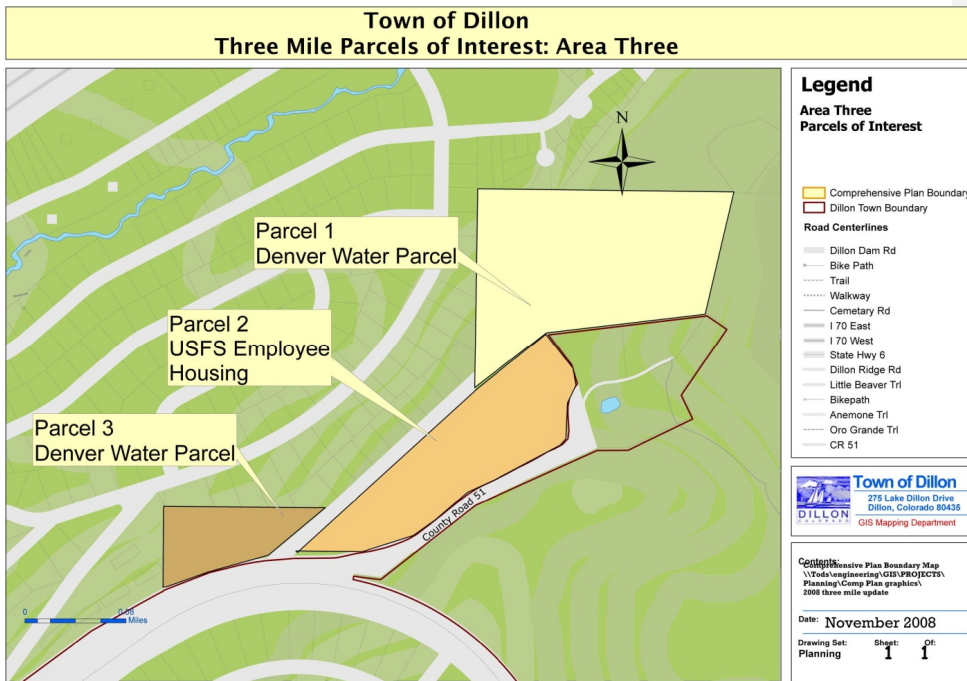 Town of Dillon
Three Mile Parcels of Interest: Area Three
N
Parcel 1
Denver Water Parcel
Parcel 2
USFS Employee
Housing
Parcel 3
Denver Water Parcel
County Road 51
0
0.08
Miles
Legend
Area Three
Parcels of Interest
Comprehensive Plan Boundary
Dillon Town Boundary
Road Centerlines
Dillon Dam Rd
Bike Path
Trail
Walkway
Cemetary Rd
I 70 East
I 70 West
State Hwy 6
Dillon Ridge Rd
Little Beaver Trl
Bikepath
Anemone Trl
Oro Grande Trl
CR 51
DILLON
COLORADO
Town of Dillon
275 Lake Dillon Drive
Dillon, Colorado 80435
GIS Mapping Department
Contents:
Comprehensive Plan Boundary Map
\\Tods\engineering\GIS\PROJECTS\
Planning\Comp Plan graphics\
2008 three mile update
Date: November 2008
Drawing Set: Sheet: Of:
Planning 1 1